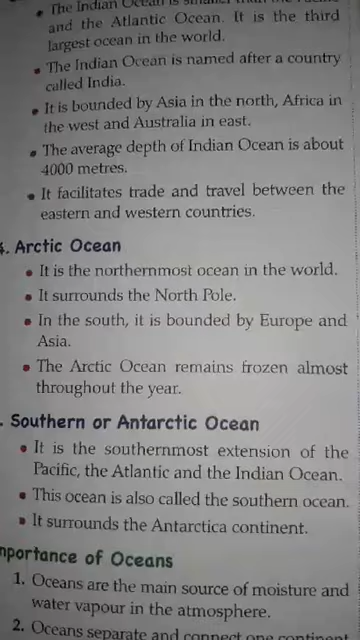 • The Indian Ocean is smaller than the Pacific
and the Atlantic Ocean. It is the third
largest ocean in the world.
• The Indian Ocean is named after a country
called India.
• It is bounded by Asia in the north, Africa in
the west and Australia in east.
• The average depth of Indian Ocean is about
4000 metres.
• It facilitates trade and travel between the
eastern and western countries.
4. Arctic Ocean
• It is the northernmost ocean in the world.
• It surrounds the North Pole.
• In the south, it is bounded by Europe and
Asia.
• The Arctic Ocean remains frozen almost
throughout the year.
. Southern or Antarctic Ocean
• It is the southernmost extension of the
Pacific, the Atlantic and the Indian Ocean.
• This ocean is also called the southern ocean.
• It surrounds the Antarctica continent.
mportance of Oceans
1. Oceans are the main source of moisture and
water vapour in the atmosphere.
2. Oceans separate and connect one continent